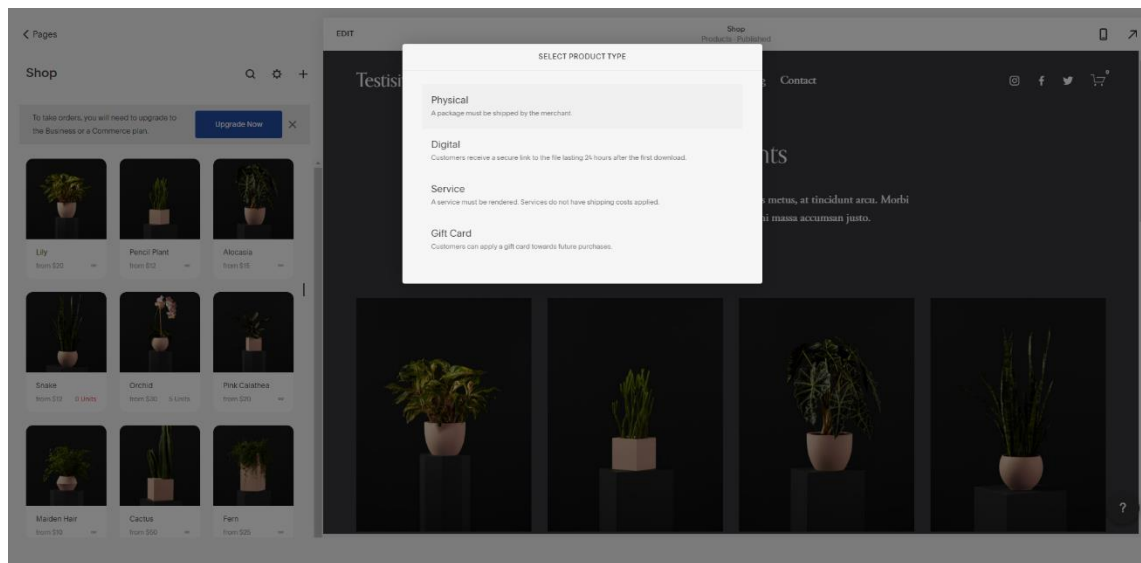 Pages
Shop
To take orders, you will need to upgrade to
the Business or a Commerce plan.
Upgrade Now
Lily
from $20
Pencil Plant
from $12
Alocasia
from $15
Snake
from $12 0 Units
Orchid
from $30 5 Units
Pink Calathea
from $20
Maiden Hair
from $10
Cactus
from $50
Fern
from $25
EDIT
Shop
Products · Published
Testisi
Contact
SELECT PRODUCT TYPE
Physical
A package must be shipped by the merchant
Digital
Customers receive a secure link to the file lasting 24 hours after the first download.
Service
A service must be rendered. Services do not have shipping costs applied.
Gift Card
Customers can apply a gift card towards future purchases.
nts
s metus, at tincidunt arcu. Morbi
ni massa accumsan justo.
?